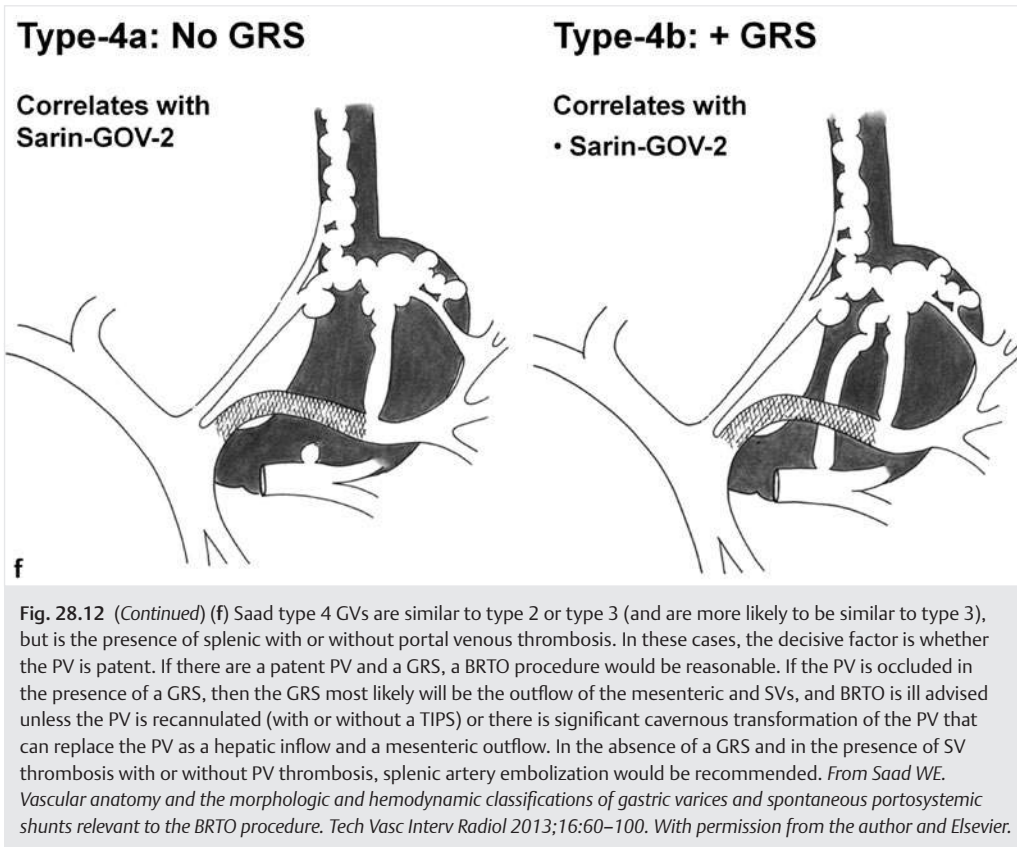 Type-4a: No GRS
Type-4b: + GRS
Correlates with
Sarin-GOV-2
Correlates with
• Sarin-GOV-2
f
Fig. 28.12 (Continued) (f) Saad type 4 GVs are similar to type 2 or type 3 (and are more likely to be similar to type 3),
but is the presence of splenic with or without portal venous thrombosis. In these cases, the decisive factor is whether
the PV is patent. If there are a patent PV and a GRS, a BRTO procedure would be reasonable. If the PV is occluded in
the presence of a GRS, then the GRS most likely will be the outflow of the mesenteric and SVs, and BRTO is ill advised
unless the PV is recannulated (with or without a TIPS) or there is significant cavernous transformation of the PV that
can replace the PV as a hepatic inflow and a mesenteric outflow. In the absence of a GRS and in the presence of SV
thrombosis with or without PV thrombosis, splenic artery embolization would be recommended. From Saad WE.
Vascular anatomy and the morphologic and hemodynamic classifications of gastric varices and spontaneous portosystemic
shunts relevant to the BRTO procedure. Tech Vasc Interv Radiol 2013;16:60–100. With permission from the author and Elsevier.